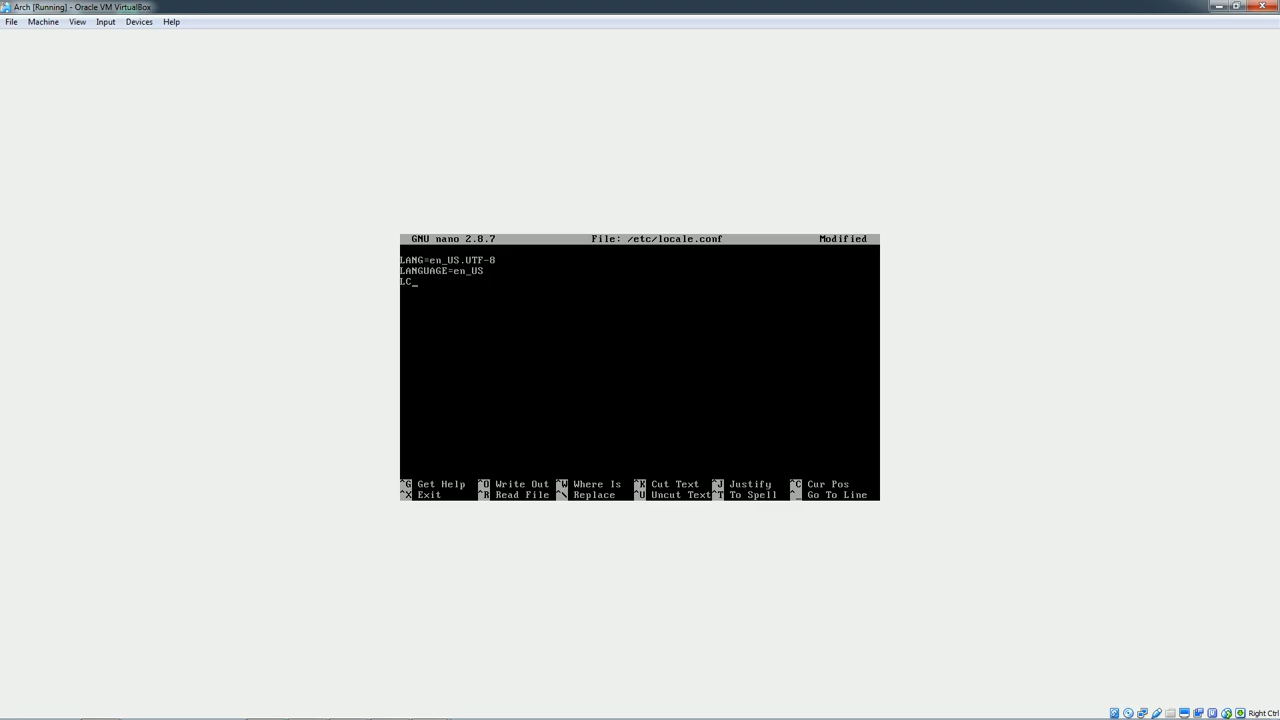 Arch [Running] - Oracle VM VirtualBox
File Machine View Input Devices Help
GNU nano 2.8.7 File: /etc/locale.conf Modified
LANG=en_US.UTF-8
LANGUAGE=en_US
LC_
^G Get Help ^O Write Out ^W Where Is ^K Cut Text ^J Justify ^C Cur Pos
^X Exit ^R Read File ^\ Replace ^U Uncut Text ^T To Spell ^_ Go To Line
Right Ctrl